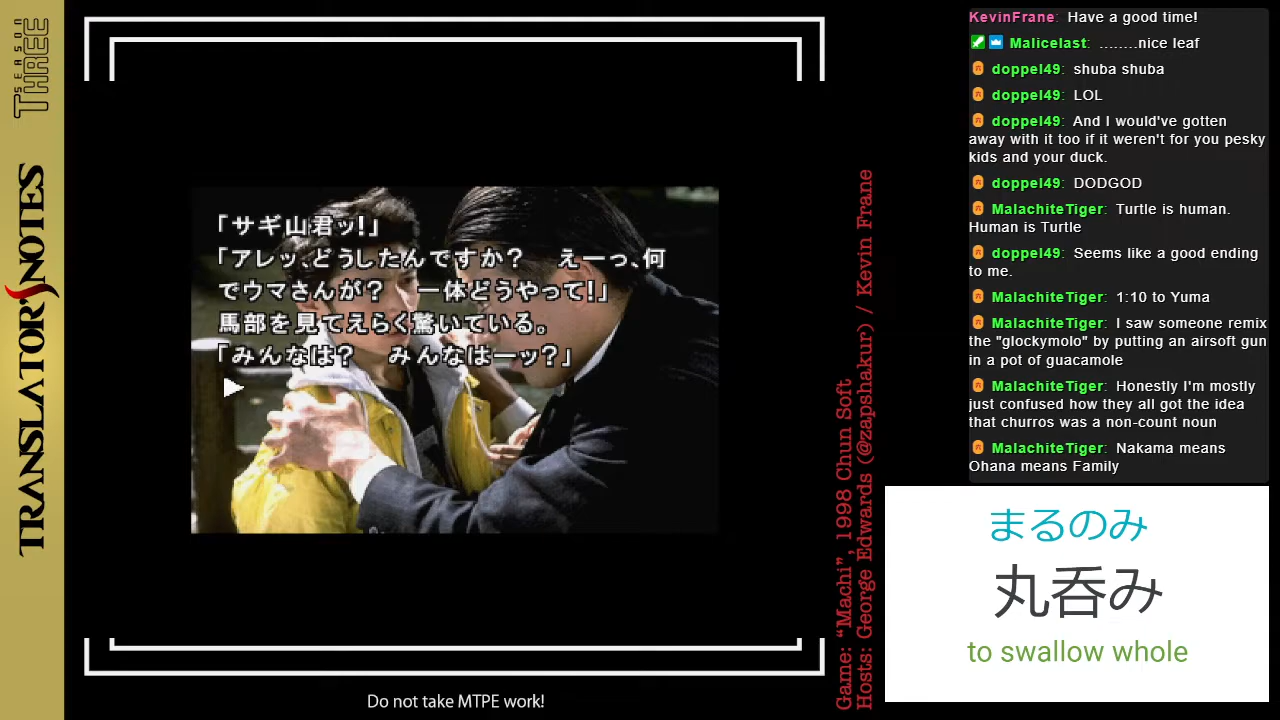 SEASON
THREE
TRANSLATOR'S NOTES
「サギ山君ッ!」
「アレッ、どうしたんですか? えーっ、何
でウマさんが? 一体どうやって!」
馬部を見てえらく驚いている。
「みんなは? みんなはーッ?」
Game: "Machi", 1998 Chun Soft
Hosts: George Edwards (@zapshakur) / Kevin Frane
Do not take MTPE work!
KevinFrane: Have a good time!
Malicelast: ........nice leaf
doppel49: shuba shuba
doppel49: LOL
doppel49: And I would've gotten
away with it too if it weren't for you pesky
kids and your duck.
doppel49: DODGOD
MalachiteTiger: Turtle is human.
Human is Turtle
doppel49: Seems like a good ending
to me.
MalachiteTiger: 1:10 to Yuma
MalachiteTiger: I saw someone remix
the "glockymolo" by putting an airsoft gun
in a pot of guacamole
MalachiteTiger: Honestly I'm mostly
just confused how they all got the idea
that churros was a non-count noun
MalachiteTiger: Nakama means
Ohana means Family
まるのみ
丸呑み
to swallow whole